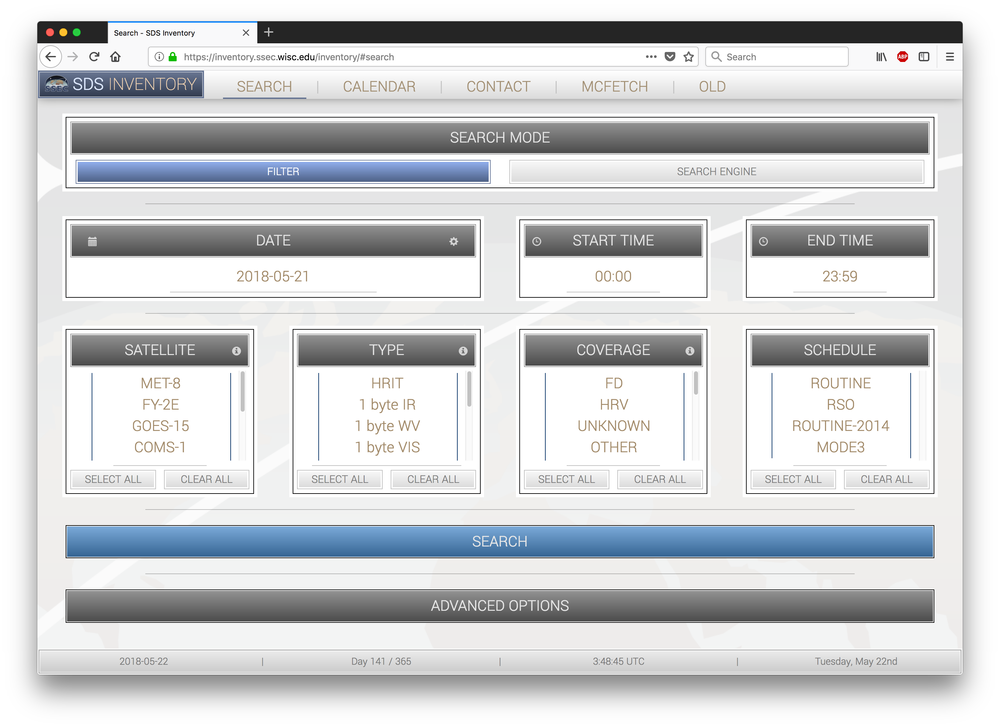 Search - SDS Inventory
https://inventory.ssec.wisc.edu/inventory/#search
Search
ABP
SSEC SDS INVENTORY
SEARCH | CALENDAR | CONTACT | MCFETCH | OLD
SEARCH MODE
FILTER
SEARCH ENGINE
DATE
2018-05-21
START TIME
00:00
END TIME
23:59
SATELLITE
MET-8
FY-2E
GOES-15
COMS-1
SELECT ALL CLEAR ALL
TYPE
HRIT
1 byte IR
1 byte WV
1 byte VIS
SELECT ALL CLEAR ALL
COVERAGE
FD
HRV
UNKNOWN
OTHER
SELECT ALL CLEAR ALL
SCHEDULE
ROUTINE
RSO
ROUTINE-2014
MODE3
SELECT ALL CLEAR ALL
SEARCH
ADVANCED OPTIONS
2018-05-22 | Day 141 / 365 | 3:48:45 UTC | Tuesday, May 22nd